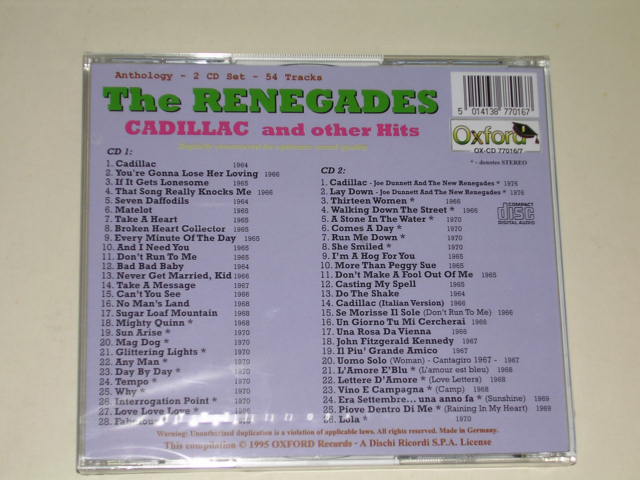 Anthology - 2 CD Set - 54 Tracks
The RENEGADES
CADILLAC and other Hits
5 014138 770167
Oxford
OX-CD 77016/7
* - denotes STEREO
CD 1:
1. Cadillac 1964
2. You're Gonna Lose Her Loving 1966
3. If It Gets Lonesome 1965
4. That Song Really Knocks Me 1966
5. Seven Daffodils 1964
6. Matelot 1965
7. Take A Heart 1965
8. Broken Heart Collector 1965
9. Every Minute Of The Day 1965
10. And I Need You 1965
11. Don't Run To Me 1965
12. Bad Bad Baby 1964
13. Never Get Married, Kid 1966
14. Take A Message 1967
15. Can't You See 1966
16. No Man's Land 1968
17. Sugar Loaf Mountain 1968
18. Mighty Quinn * 1968
19. Sun Arise * 1970
20. Mag Dog * 1970
21. Glittering Lights * 1970
22. Any Man * 1970
23. Day By Day * 1970
24. Tempo * 1970
25. Why * 1970
26. Interrogation Point * 1970
27. Love Love Love *
28.
CD 2:
1. Cadillac - Joe Dunnett And The New Renegades * 1976
2. Lay Down - Joe Dunnett And The New Renegades * 1976
3. Thirteen Women * 1966
4. Walking Down The Street * 1966
5. A Stone In The Water * 1970
6. Comes A Day * 1970
7. Run Me Down * 1970
8. She Smiled * 1970
9. I'm A Hog For You 1965
10. More Than Peggy Sue 1965
11. Don't Make A Fool Out Of Me 1965
12. Casting My Spell 1965
13. Do The Shake 1964
14. Cadillac (Italian Version) 1966
15. Se Morisse Il Sole (Don't Run To Me) 1966
16. Un Giorno Tu Mi Cercherai 1966
17. Una Rosa Da Vienna 1966
18. John Fitzgerald Kennedy 1967
19. Il Piu' Grande Amico 1967
20. Uomo Solo (Woman - Cantagiro 1967 - 1967
21. L'Amore E'Blu * (L'amour est bleu) 1968
22. Lettere D'Amore * (Love Letters) 1968
23. Vino E Campagna * (Camp) 1968
24. Era Settembre... una anno fa * (Sunshine) 1969
25. Piove Dentro Di Me * (Raining In My Heart) 1969
26. Lola * 1970
COMPACT
disc
DIGITAL AUDIO
Warning: Unauthorized duplication is a violation of applicable laws. All rights reserved. Made in Germany.
This compilation © 1995 OXFORD Records - A Dischi Ricordi S.P.A. License